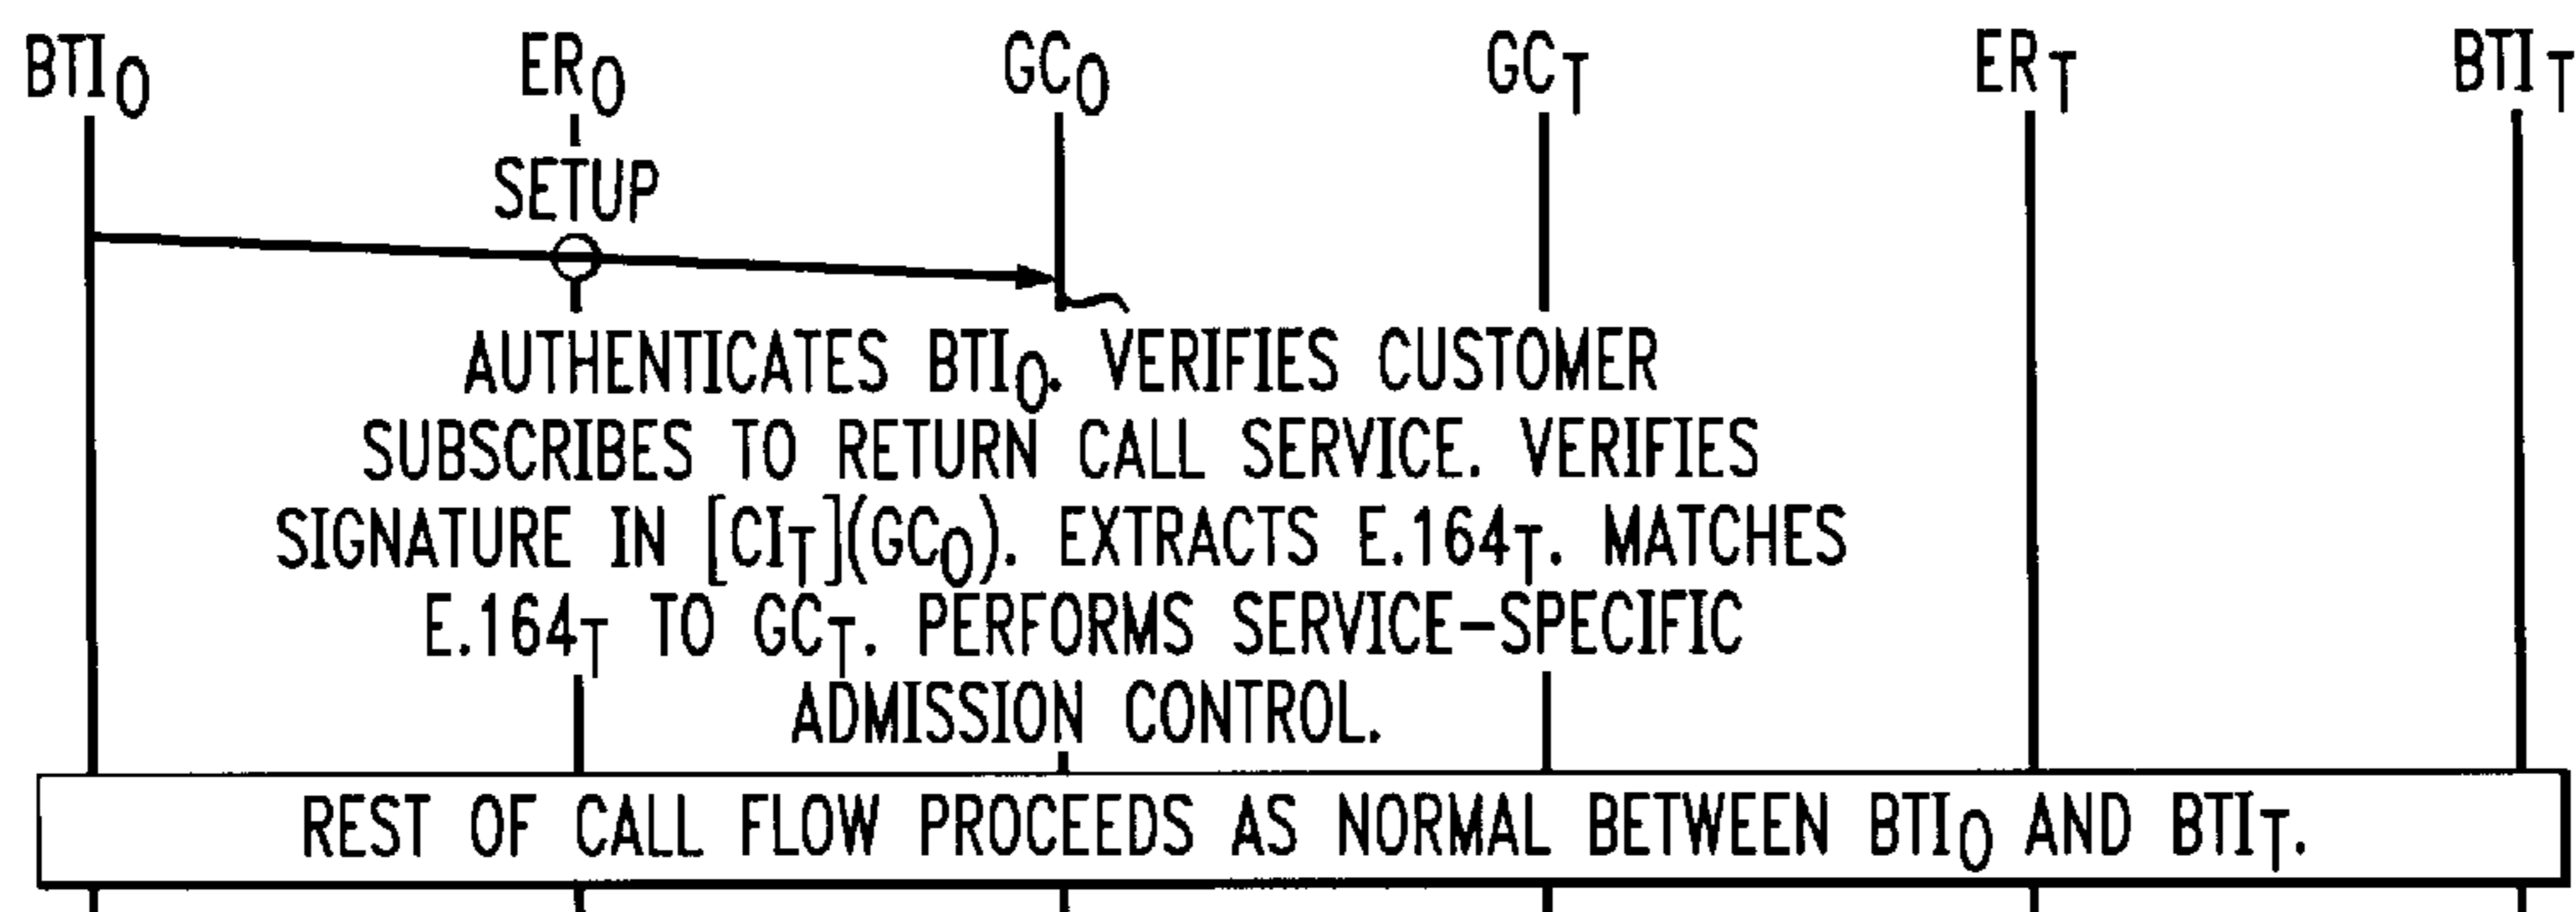 BTIO ERO GCO GCT ERT BTIT
SETUP
AUTHENTICATES BTIO. VERIFIES CUSTOMER
SUBSCRIBES TO RETURN CALL SERVICE. VERIFIES
SIGNATURE IN [CIT](GCO). EXTRACTS E.164T. MATCHES
E.164T TO GCT. PERFORMS SERVICE-SPECIFIC
ADMISSION CONTROL.
REST OF CALL FLOW PROCEEDS AS NORMAL BETWEEN BTIO AND BTIT.